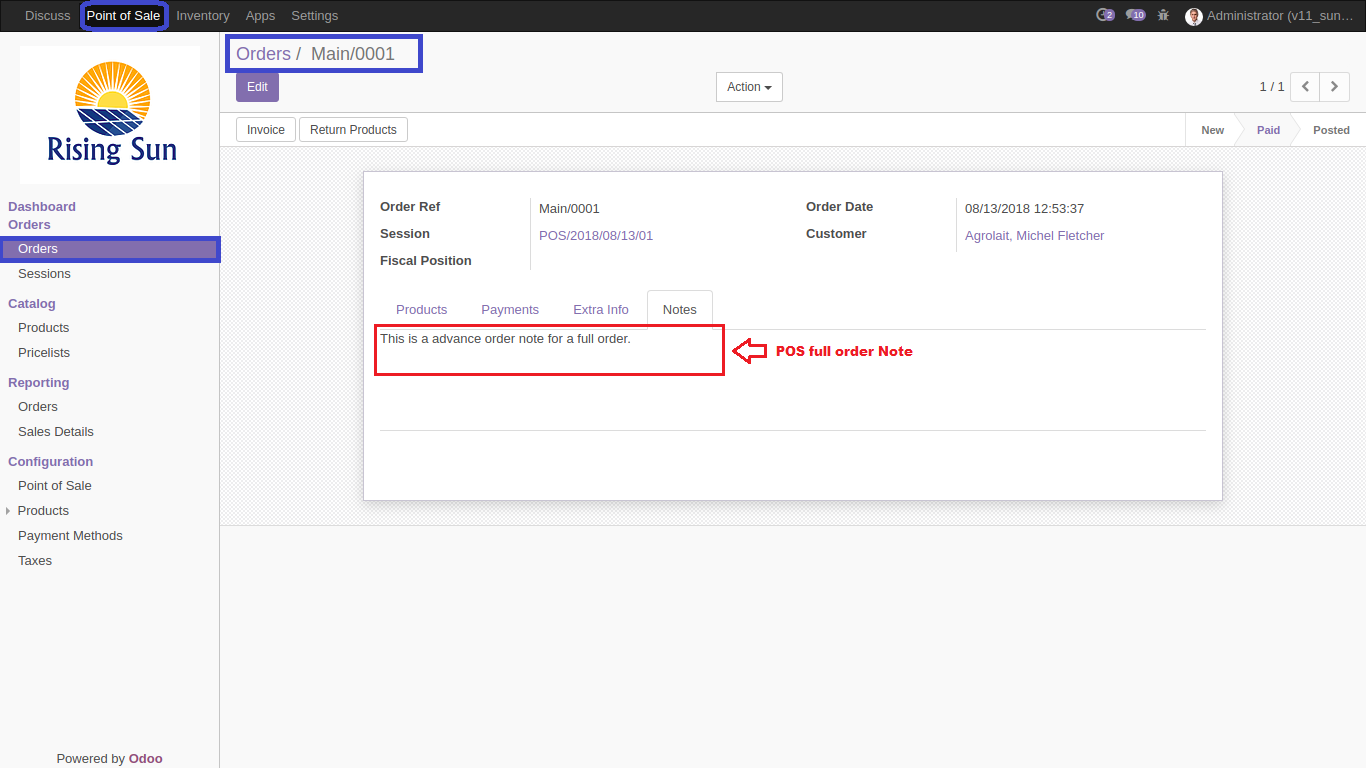 Discuss Point of Sale Inventory Apps Settings 2 10 Administrator (v11_sun…
Rising Sun
Dashboard
Orders
Orders
Sessions
Catalog
Products
Pricelists
Reporting
Orders
Sales Details
Configuration
Point of Sale
Products
Payment Methods
Taxes
Powered by Odoo
Orders / Main/0001
Edit Action 1 / 1
Invoice Return Products New Paid Posted
Order Ref Main/0001 Order Date 08/13/2018 12:53:37
Session POS/2018/08/13/01 Customer Agrolait, Michel Fletcher
Fiscal Position
Products Payments Extra Info Notes
This is a advance order note for a full order.
POS full order Note